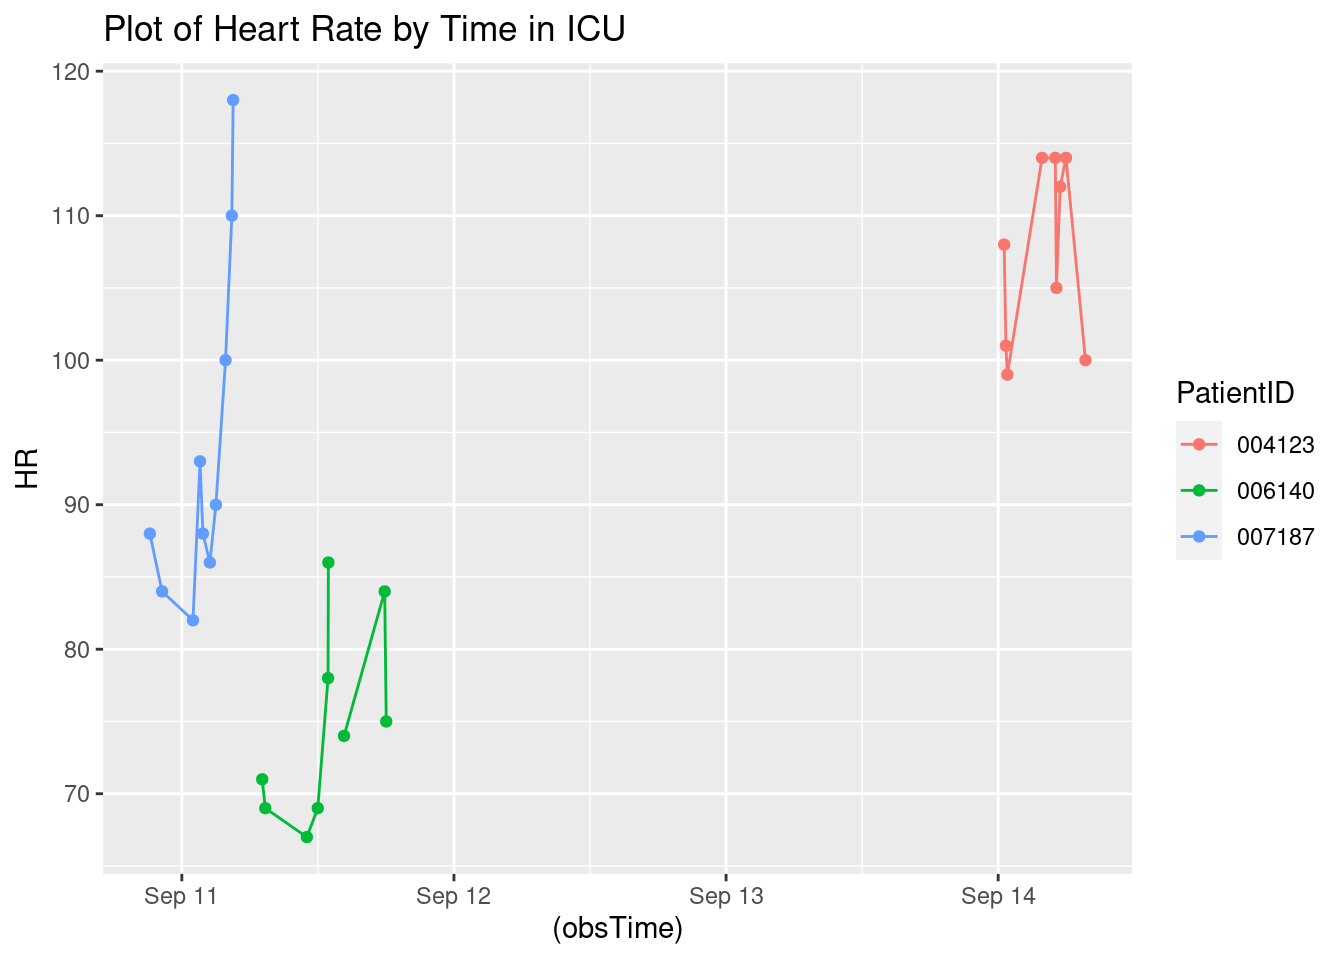 Plot of Heart Rate by Time in ICU
120
110
100
90
80
70
HR
Sep 11
Sep 12
Sep 13
Sep 14
(obsTime)
PatientID
004123
006140
007187